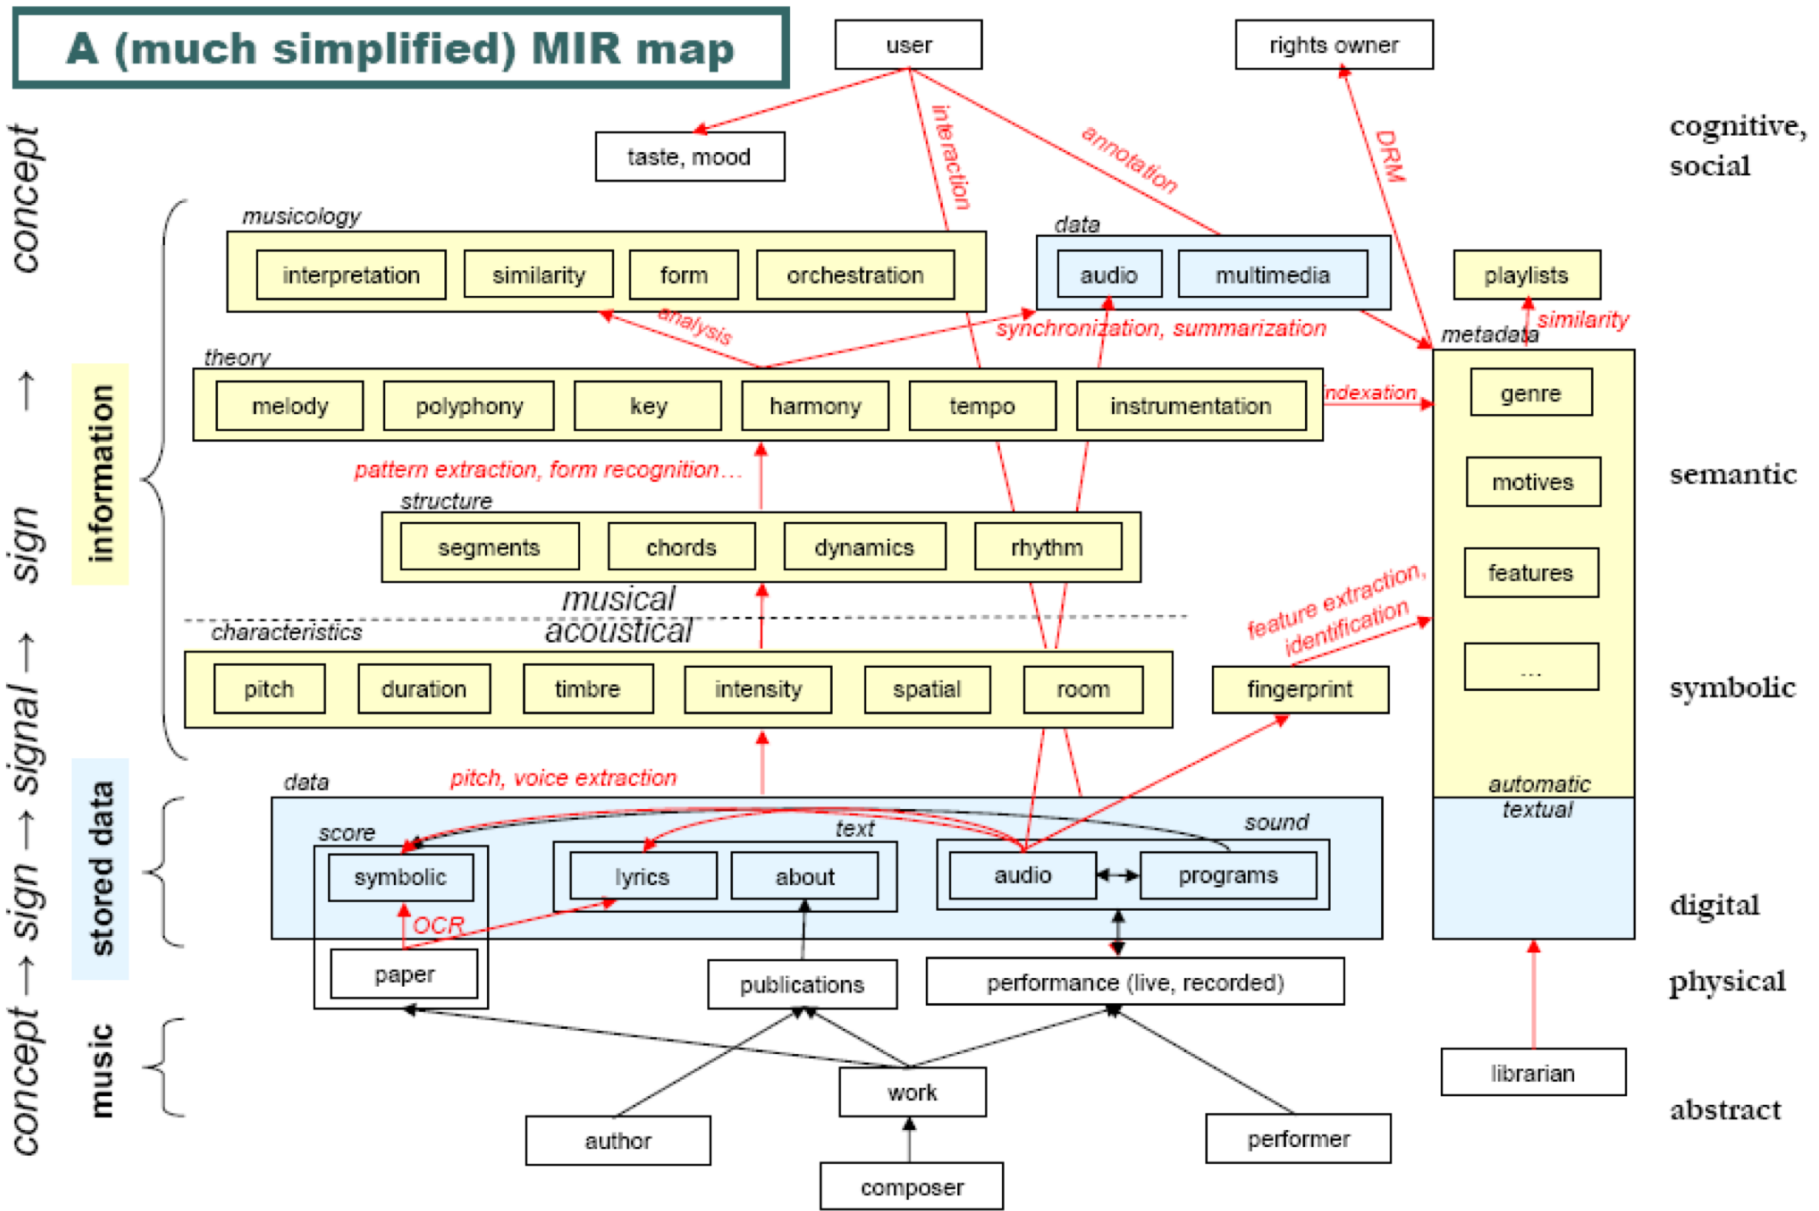 A (much simplified) MIR map
user
rights owner
cognitive,
social
taste, mood
interaction
annotation
DRM
musicology
data
interpretation
similarity
form
orchestration
audio
multimedia
playlists
analysis
synchronization, summarization
similarity
metadata
theory
melody
polyphony
key
harmony
tempo
instrumentation
indexation
genre
pattern extraction, form recognition…
semantic
motives
structure
segments
chords
dynamics
rhythm
features
musical
acoustical
feature extraction,
identification
characteristics
pitch
duration
timbre
intensity
spatial
room
fingerprint
…
symbolic
data
pitch, voice extraction
automatic
textual
score
text
sound
symbolic
lyrics
about
audio
programs
digital
OCR
paper
publications
performance (live, recorded)
physical
work
librarian
author
performer
abstract
composer
information
stored data
music
concept → sign → signal → sign → concept